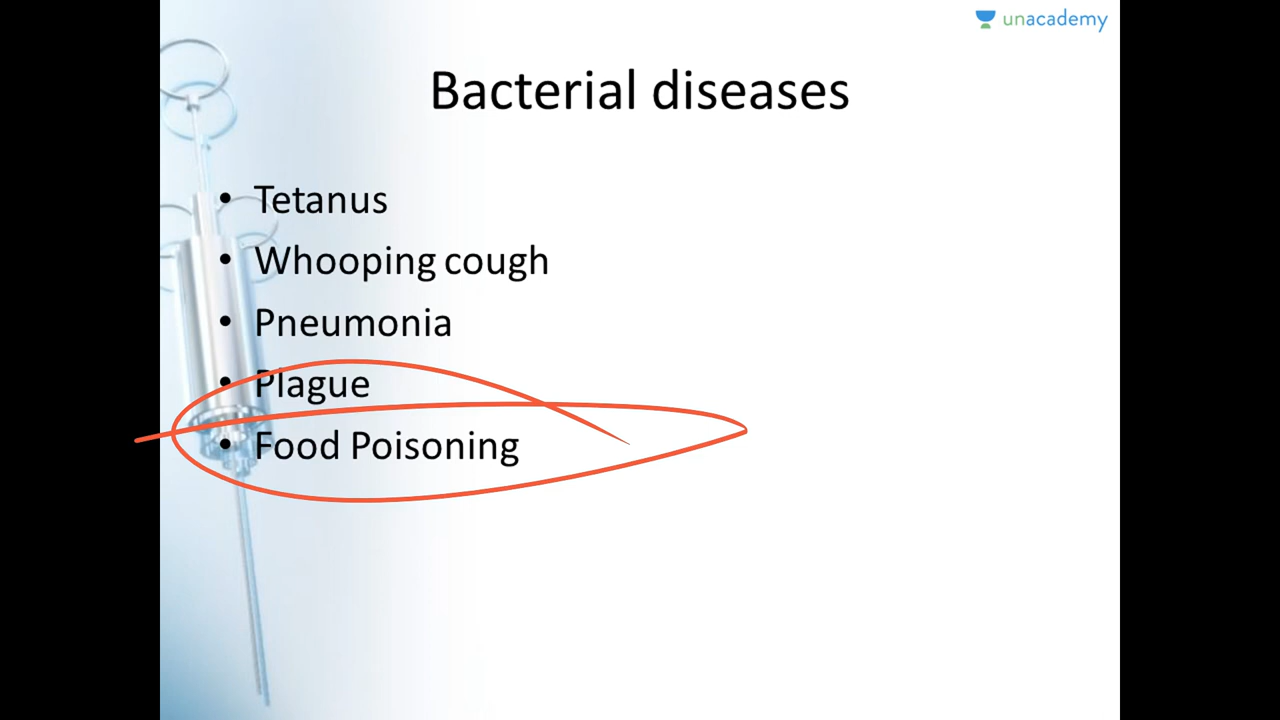 unacademy
Bacterial diseases
• Tetanus
• Whooping cough
• Pneumonia
• Plague
• Food Poisoning